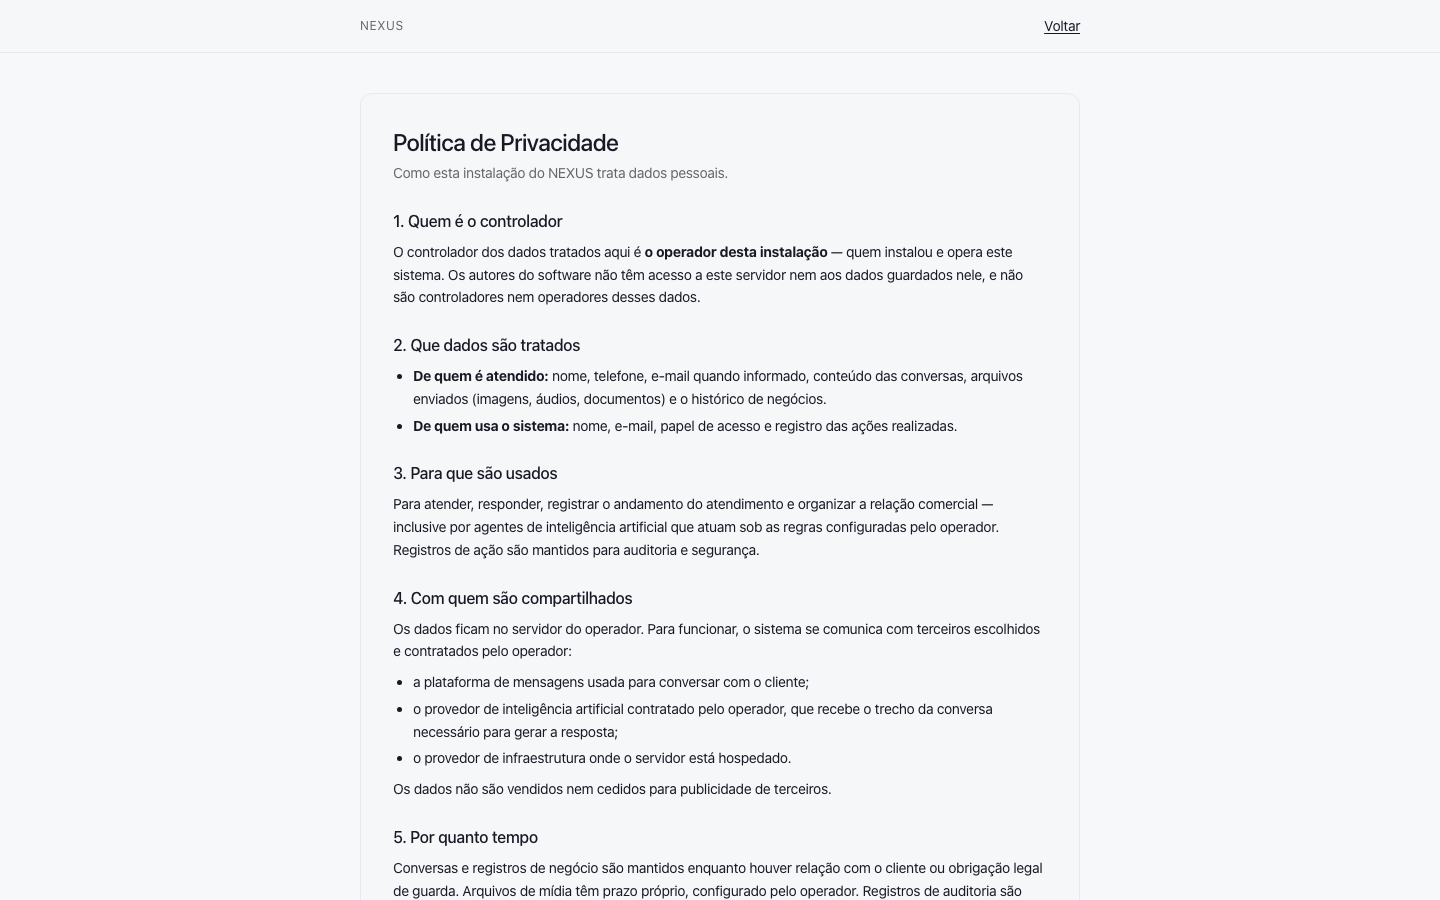 NEXUS
Voltar
Política de Privacidade
Como esta instalação do NEXUS trata dados pessoais.
1. Quem é o controlador
O controlador dos dados tratados aqui é o operador desta instalação — quem instalou e opera este
sistema. Os autores do software não têm acesso a este servidor nem aos dados guardados nele, e não
são controladores nem operadores desses dados.
2. Que dados são tratados
• De quem é atendido: nome, telefone, e-mail quando informado, conteúdo das conversas, arquivos
enviados (imagens, áudios, documentos) e o histórico de negócios.
• De quem usa o sistema: nome, e-mail, papel de acesso e registro das ações realizadas.
3. Para que são usados
Para atender, responder, registrar o andamento do atendimento e organizar a relação comercial —
inclusive por agentes de inteligência artificial que atuam sob as regras configuradas pelo operador.
Registros de ação são mantidos para auditoria e segurança.
4. Com quem são compartilhados
Os dados ficam no servidor do operador. Para funcionar, o sistema se comunica com terceiros escolhidos
e contratados pelo operador:
• a plataforma de mensagens usada para conversar com o cliente;
• o provedor de inteligência artificial contratado pelo operador, que recebe o trecho da conversa
necessário para gerar a resposta;
• o provedor de infraestrutura onde o servidor está hospedado.
Os dados não são vendidos nem cedidos para publicidade de terceiros.
5. Por quanto tempo
Conversas e registros de negócio são mantidos enquanto houver relação com o cliente ou obrigação legal
de guarda. Arquivos de mídia têm prazo próprio, configurado pelo operador. Registros de auditoria são